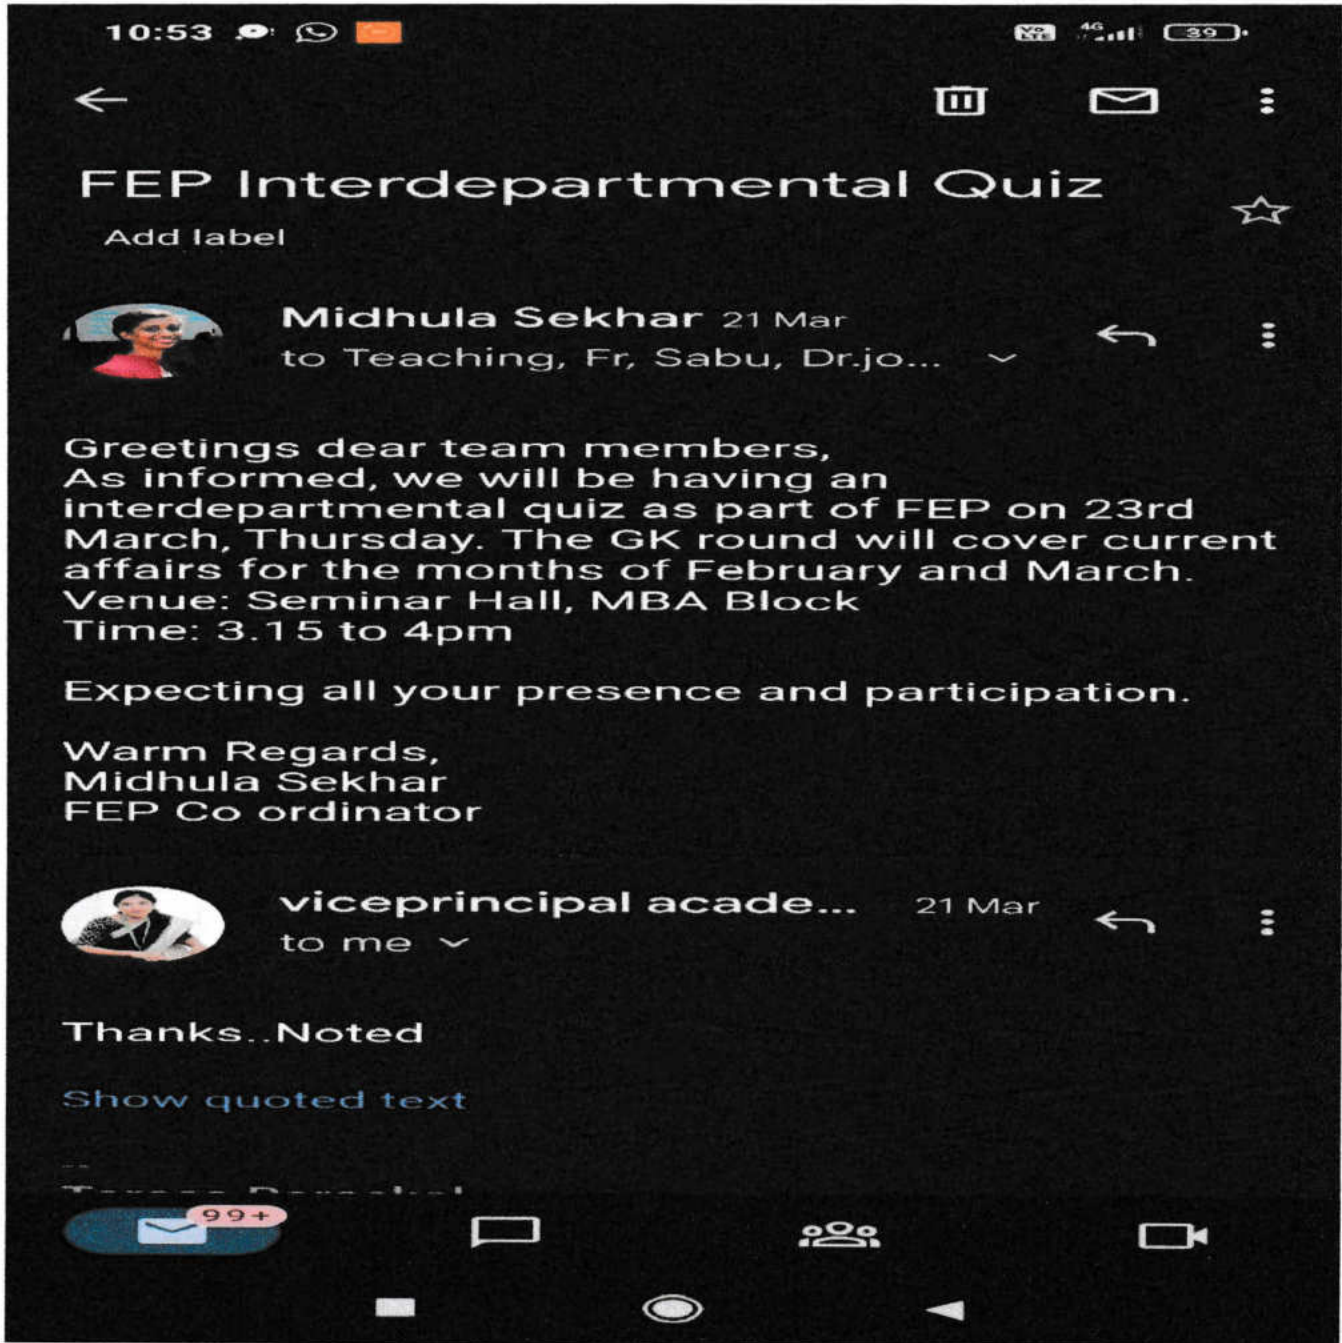 10:53
Vo LTE 4G 39
FEP Interdepartmental Quiz
Add label
Midhula Sekhar 21 Mar
to Teaching, Fr, Sabu, Dr.jo...
Greetings dear team members,
As informed, we will be having an
interdepartmental quiz as part of FEP on 23rd
March, Thursday. The GK round will cover current
affairs for the months of February and March.
Venue: Seminar Hall, MBA Block
Time: 3.15 to 4pm
Expecting all your presence and participation.
Warm Regards,
Midhula Sekhar
FEP Co ordinator
viceprincipal acade... 21 Mar
to me
Thanks..Noted
Show quoted text
--
99+